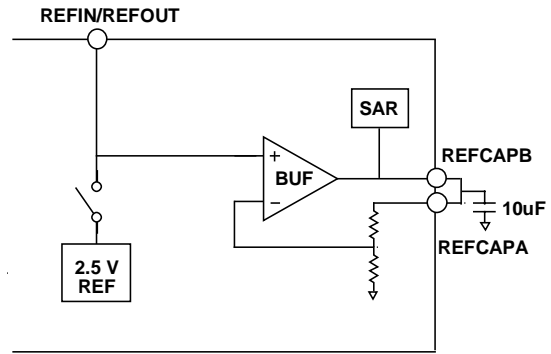 REFIN/REFOUT
SAR
REFCAPB
+
BUF
−
10uF
REFCAPA
2.5 V
REF